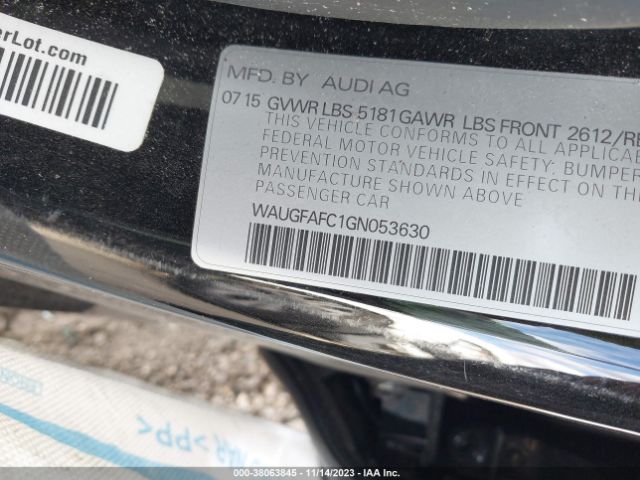 erLot.com
MFD. BY AUDI AG
07 15 GVWR LBS 5181 GAWR LBS FRONT 2612/RE
THIS VEHICLE CONFORMS TO ALL APPLICA
FEDERAL MOTOR VEHICLE SAFETY: BUMPER
PREVENTION STANDARDS IN EFFECT ON THE
MANUFACTURE SHOWN ABOVE
PASSENGER CAR
WAUGFAFC1GN053630
>PP<
000-38063845 - 11/14/2023 - IAA Inc.